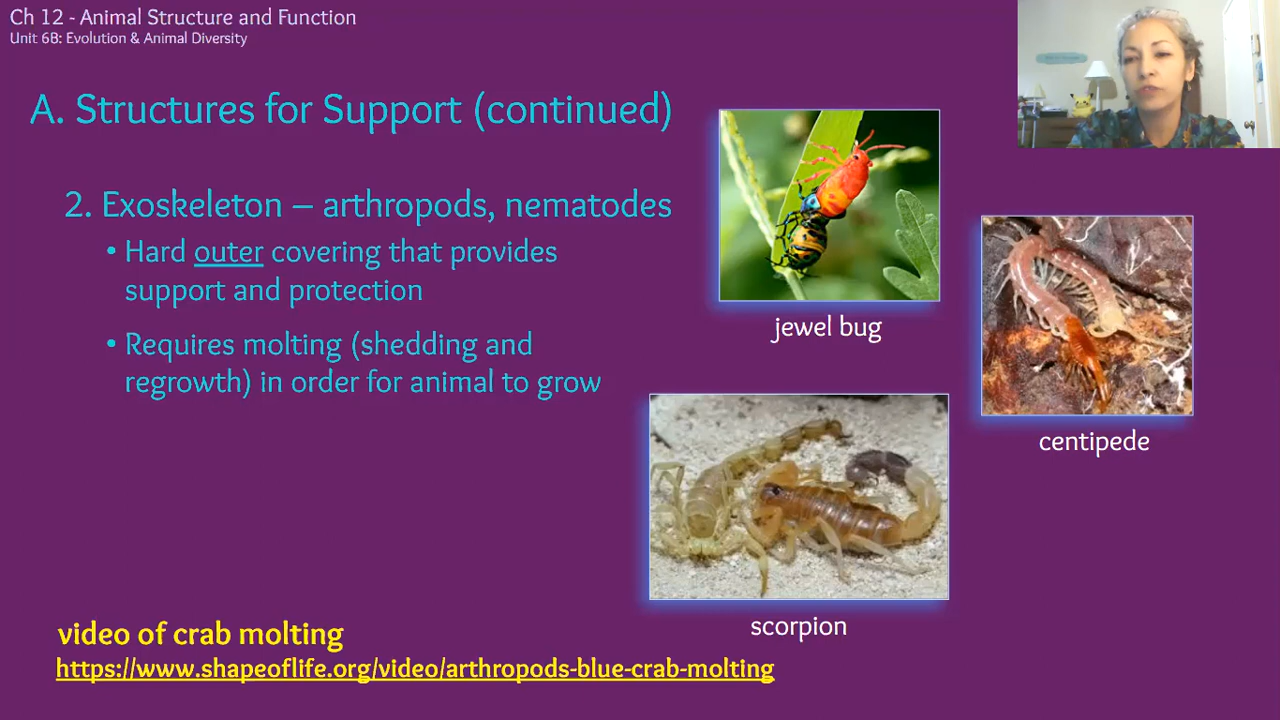 Ch 12 - Animal Structure and Function
Unit 6B: Evolution & Animal Diversity
A. Structures for Support (continued)
2. Exoskeleton – arthropods, nematodes
• Hard outer covering that provides
support and protection
• Requires molting (shedding and
regrowth) in order for animal to grow
jewel bug
centipede
scorpion
video of crab molting
https://www.shapeoflife.org/video/arthropods-blue-crab-molting